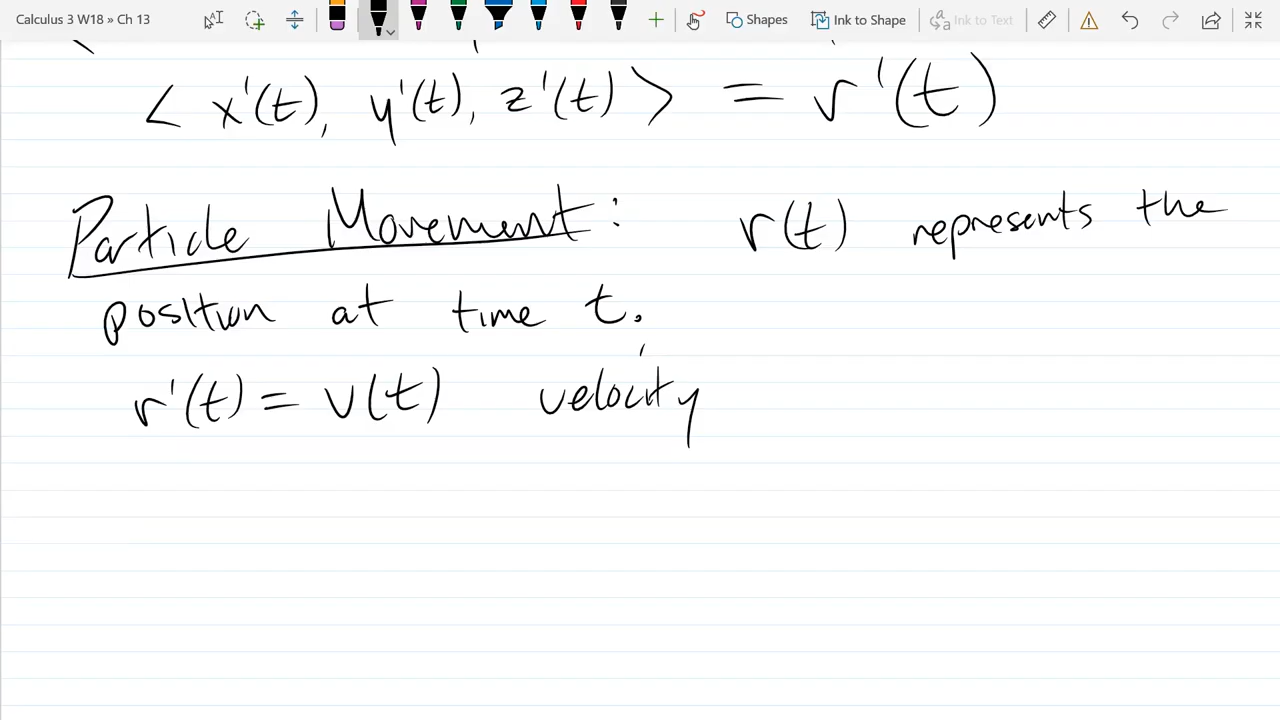 Calculus 3 W18 » Ch 13 Shapes Ink to Shape Ink to Text
< x'(t), y'(t), z'(t) > = r'(t)
Particle Movement: r(t) represents the
position at time t.
r'(t) = v(t) velocity